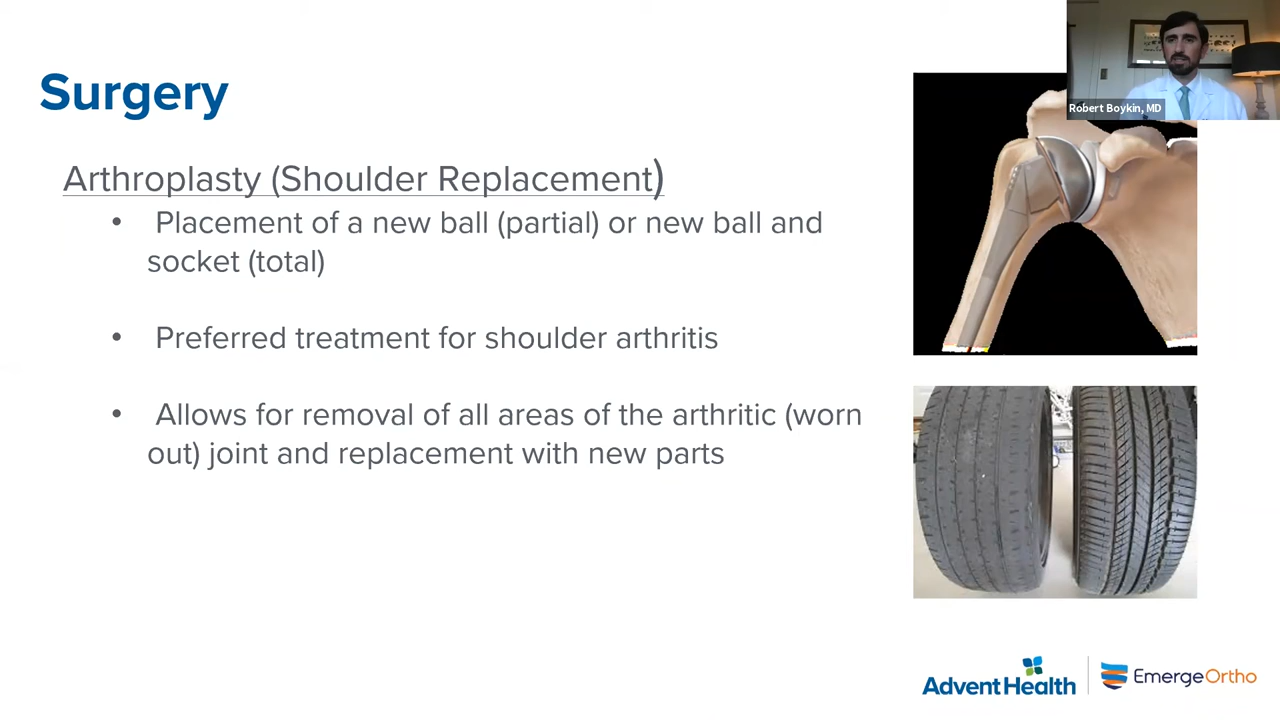 Robert Boykin, MD
Surgery
Arthroplasty (Shoulder Replacement)
• Placement of a new ball (partial) or new ball and
socket (total)
• Preferred treatment for shoulder arthritis
• Allows for removal of all areas of the arthritic (worn
out) joint and replacement with new parts
Advent Health
EmergeOrtho